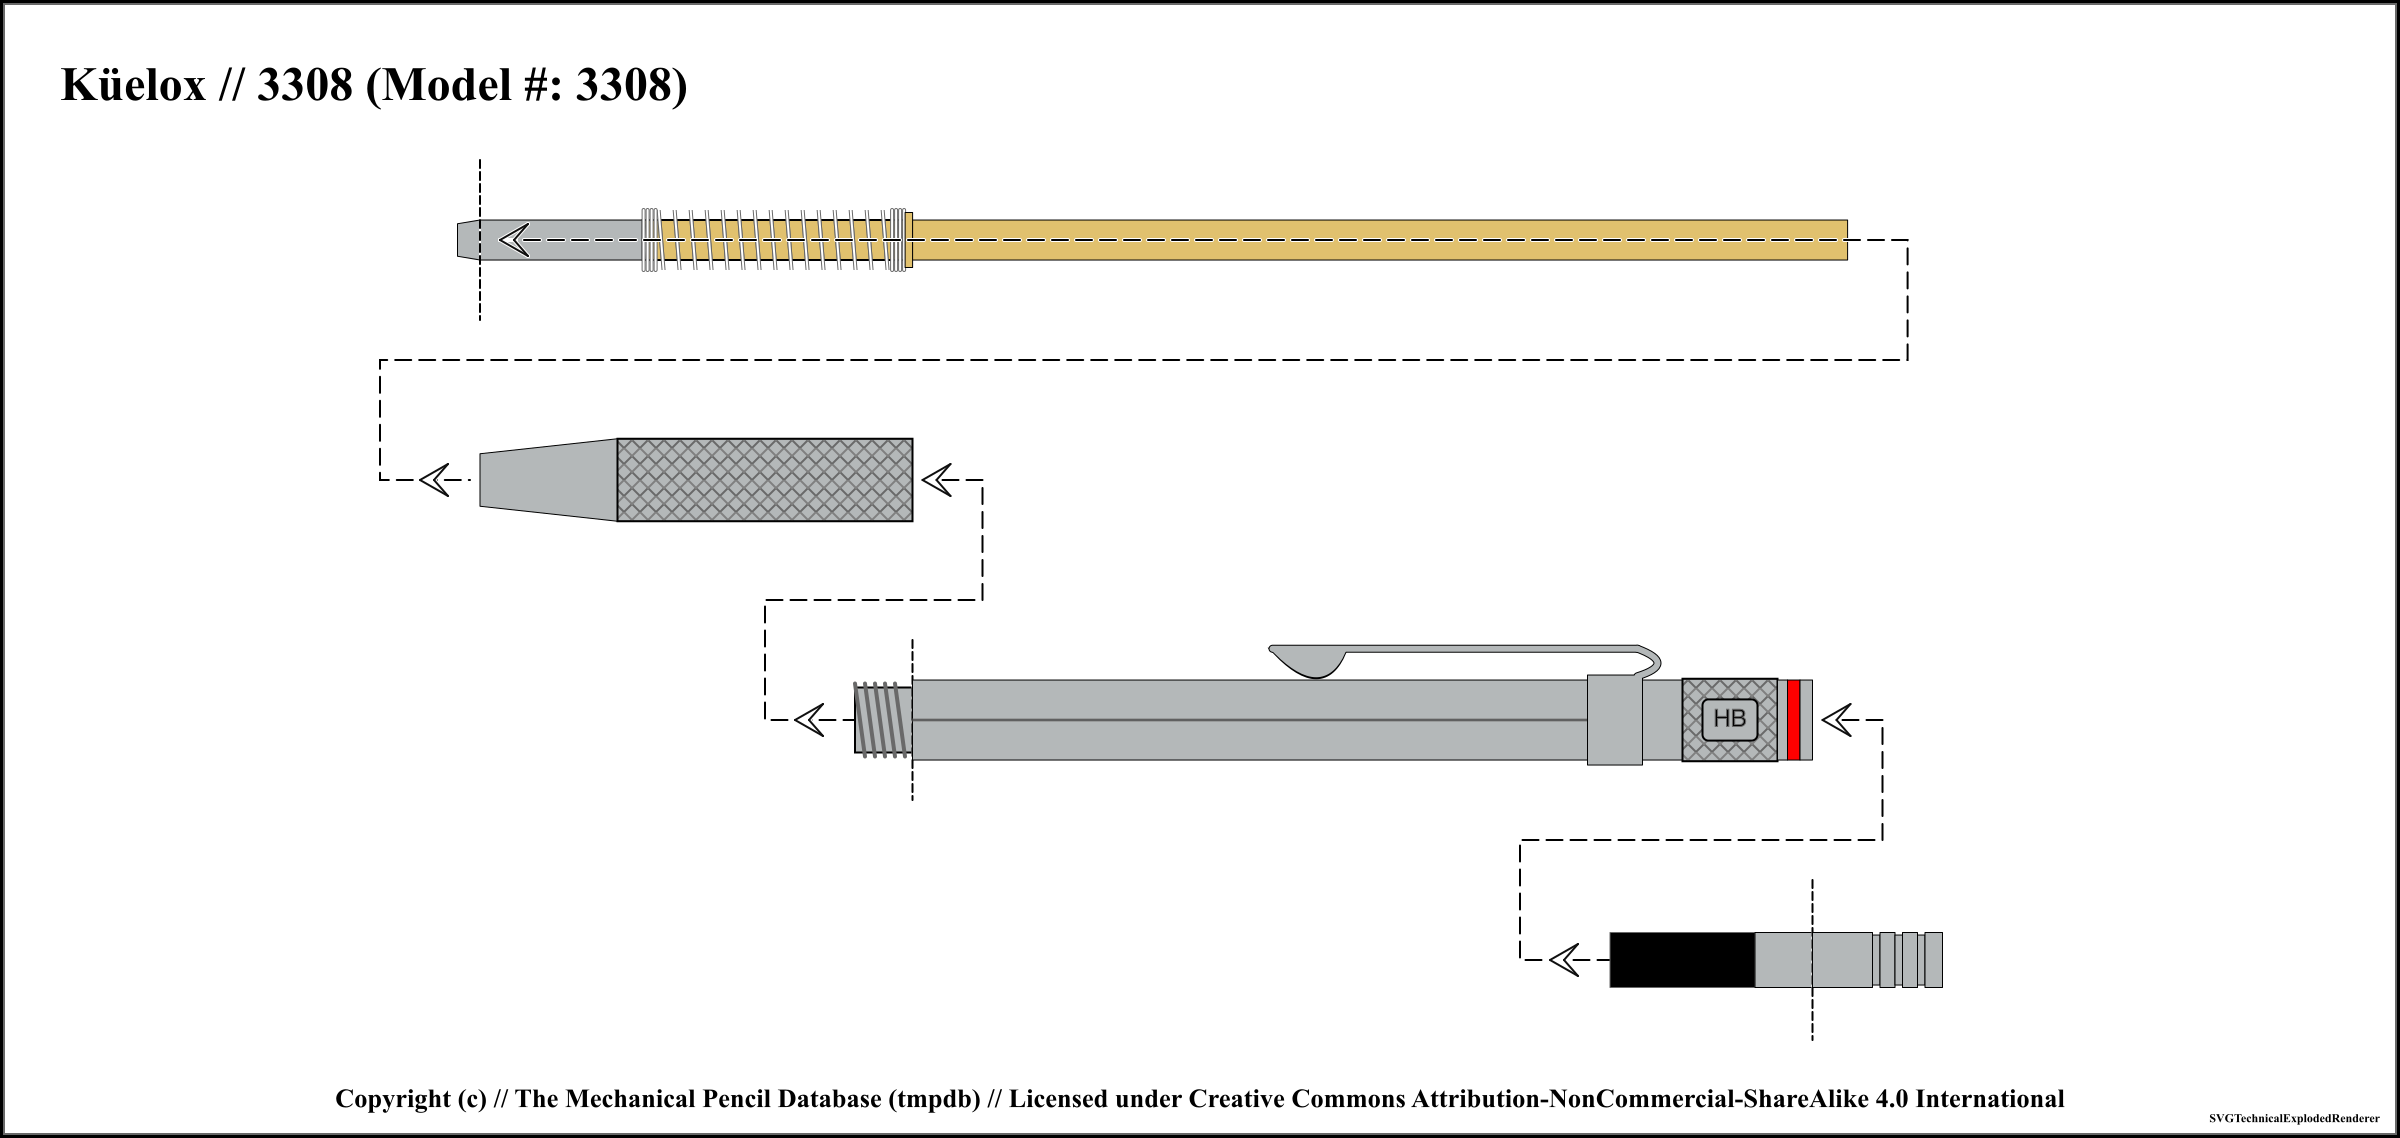 Küelox // 3308 (Model #: 3308)
HB
Copyright (c) // The Mechanical Pencil Database (tmpdb) // Licensed under Creative Commons Attribution-NonCommercial-ShareAlike 4.0 International
SVGTechnicalExplodedRenderer